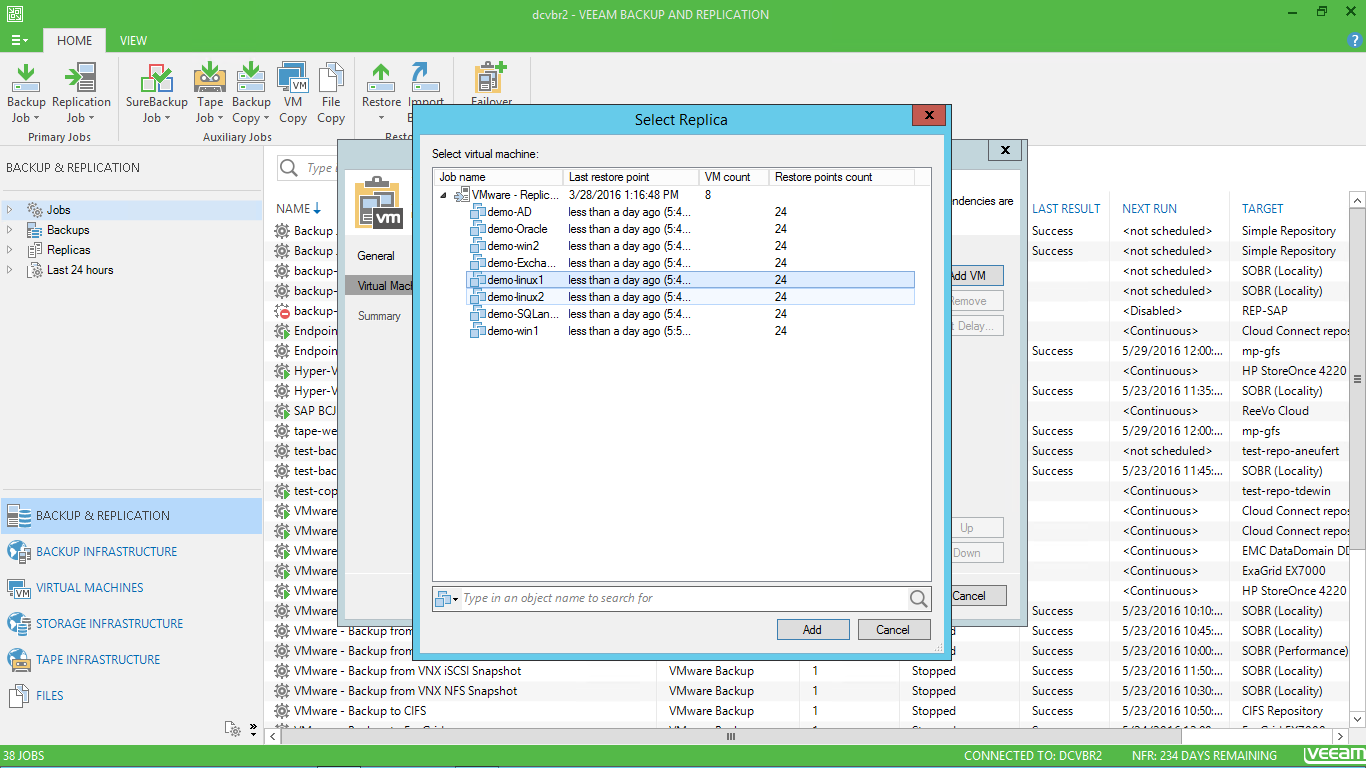 dcvbr2 - VEEAM BACKUP AND REPLICATION
HOME VIEW
Backup Job Replication Job SureBackup Job Tape Job Backup Copy VM Copy File Copy Restore Import Failover
Primary Jobs Auxiliary Jobs
BACKUP & REPLICATION
Jobs
Backups
Replicas
Last 24 hours
BACKUP & REPLICATION
BACKUP INFRASTRUCTURE
VIRTUAL MACHINES
STORAGE INFRASTRUCTURE
TAPE INFRASTRUCTURE
FILES
Select Replica
Select virtual machine:
Job name Last restore point VM count Restore points count
VMware - Replic... 3/28/2016 1:16:48 PM 8
demo-AD less than a day ago (5:4... 24
demo-Oracle less than a day ago (5:4... 24
demo-win2 less than a day ago (5:4... 24
demo-Excha... less than a day ago (5:4... 24
demo-linux1 less than a day ago (5:4... 24
demo-linux2 less than a day ago (5:4... 24
demo-SQLan... less than a day ago (5:4... 24
demo-win1 less than a day ago (5:5... 24
Type in an object name to search for
Add Cancel
General
Virtual Mach
Summary
ndencies are
Add VM
Remove
t Delay...
Up
Down
Cancel
Type i
NAME LAST RESULT NEXT RUN TARGET
Backup Success <not scheduled> Simple Repository
Backup Success <not scheduled> Simple Repository
backup- Success <not scheduled> SOBR (Locality)
backup- Success <not scheduled> SOBR (Locality)
backup- <Disabled> REP-SAP
Endpoin <Continuous> Cloud Connect repos
Endpoin Success 5/29/2016 12:00:... mp-gfs
Hyper-V <Continuous> HP StoreOnce 4220
Hyper-V Success 5/23/2016 11:35:... SOBR (Locality)
SAP BCJ <Continuous> ReeVo Cloud
tape-we Success 5/29/2016 12:00:... mp-gfs
test-bac Success <not scheduled> test-repo-aneufert
test-bac Success 5/23/2016 11:45:... SOBR (Locality)
test-cop <Continuous> test-repo-tdewin
VMware <Continuous> Cloud Connect repos
VMware <Continuous> Cloud Connect repos
VMware <Continuous> EMC DataDomain DD
VMware <Continuous> ExaGrid EX7000
VMware <Continuous> HP StoreOnce 4220
VMware Success 5/23/2016 10:10:... SOBR (Locality)
VMware - Backup from Success 5/23/2016 10:45:... SOBR (Locality)
VMware - Backup from Success 5/23/2016 10:00:... SOBR (Performance)
VMware - Backup from VNX iSCSI Snapshot VMware Backup 1 Stopped Success 5/23/2016 11:50:... SOBR (Locality)
VMware - Backup from VNX NFS Snapshot VMware Backup 1 Stopped Success 5/23/2016 10:30:... SOBR (Locality)
VMware - Backup to CIFS VMware Backup 1 Stopped Success 5/23/2016 10:50:... CIFS Repository
38 JOBS CONNECTED TO: DCVBR2 NFR: 234 DAYS REMAINING veeam